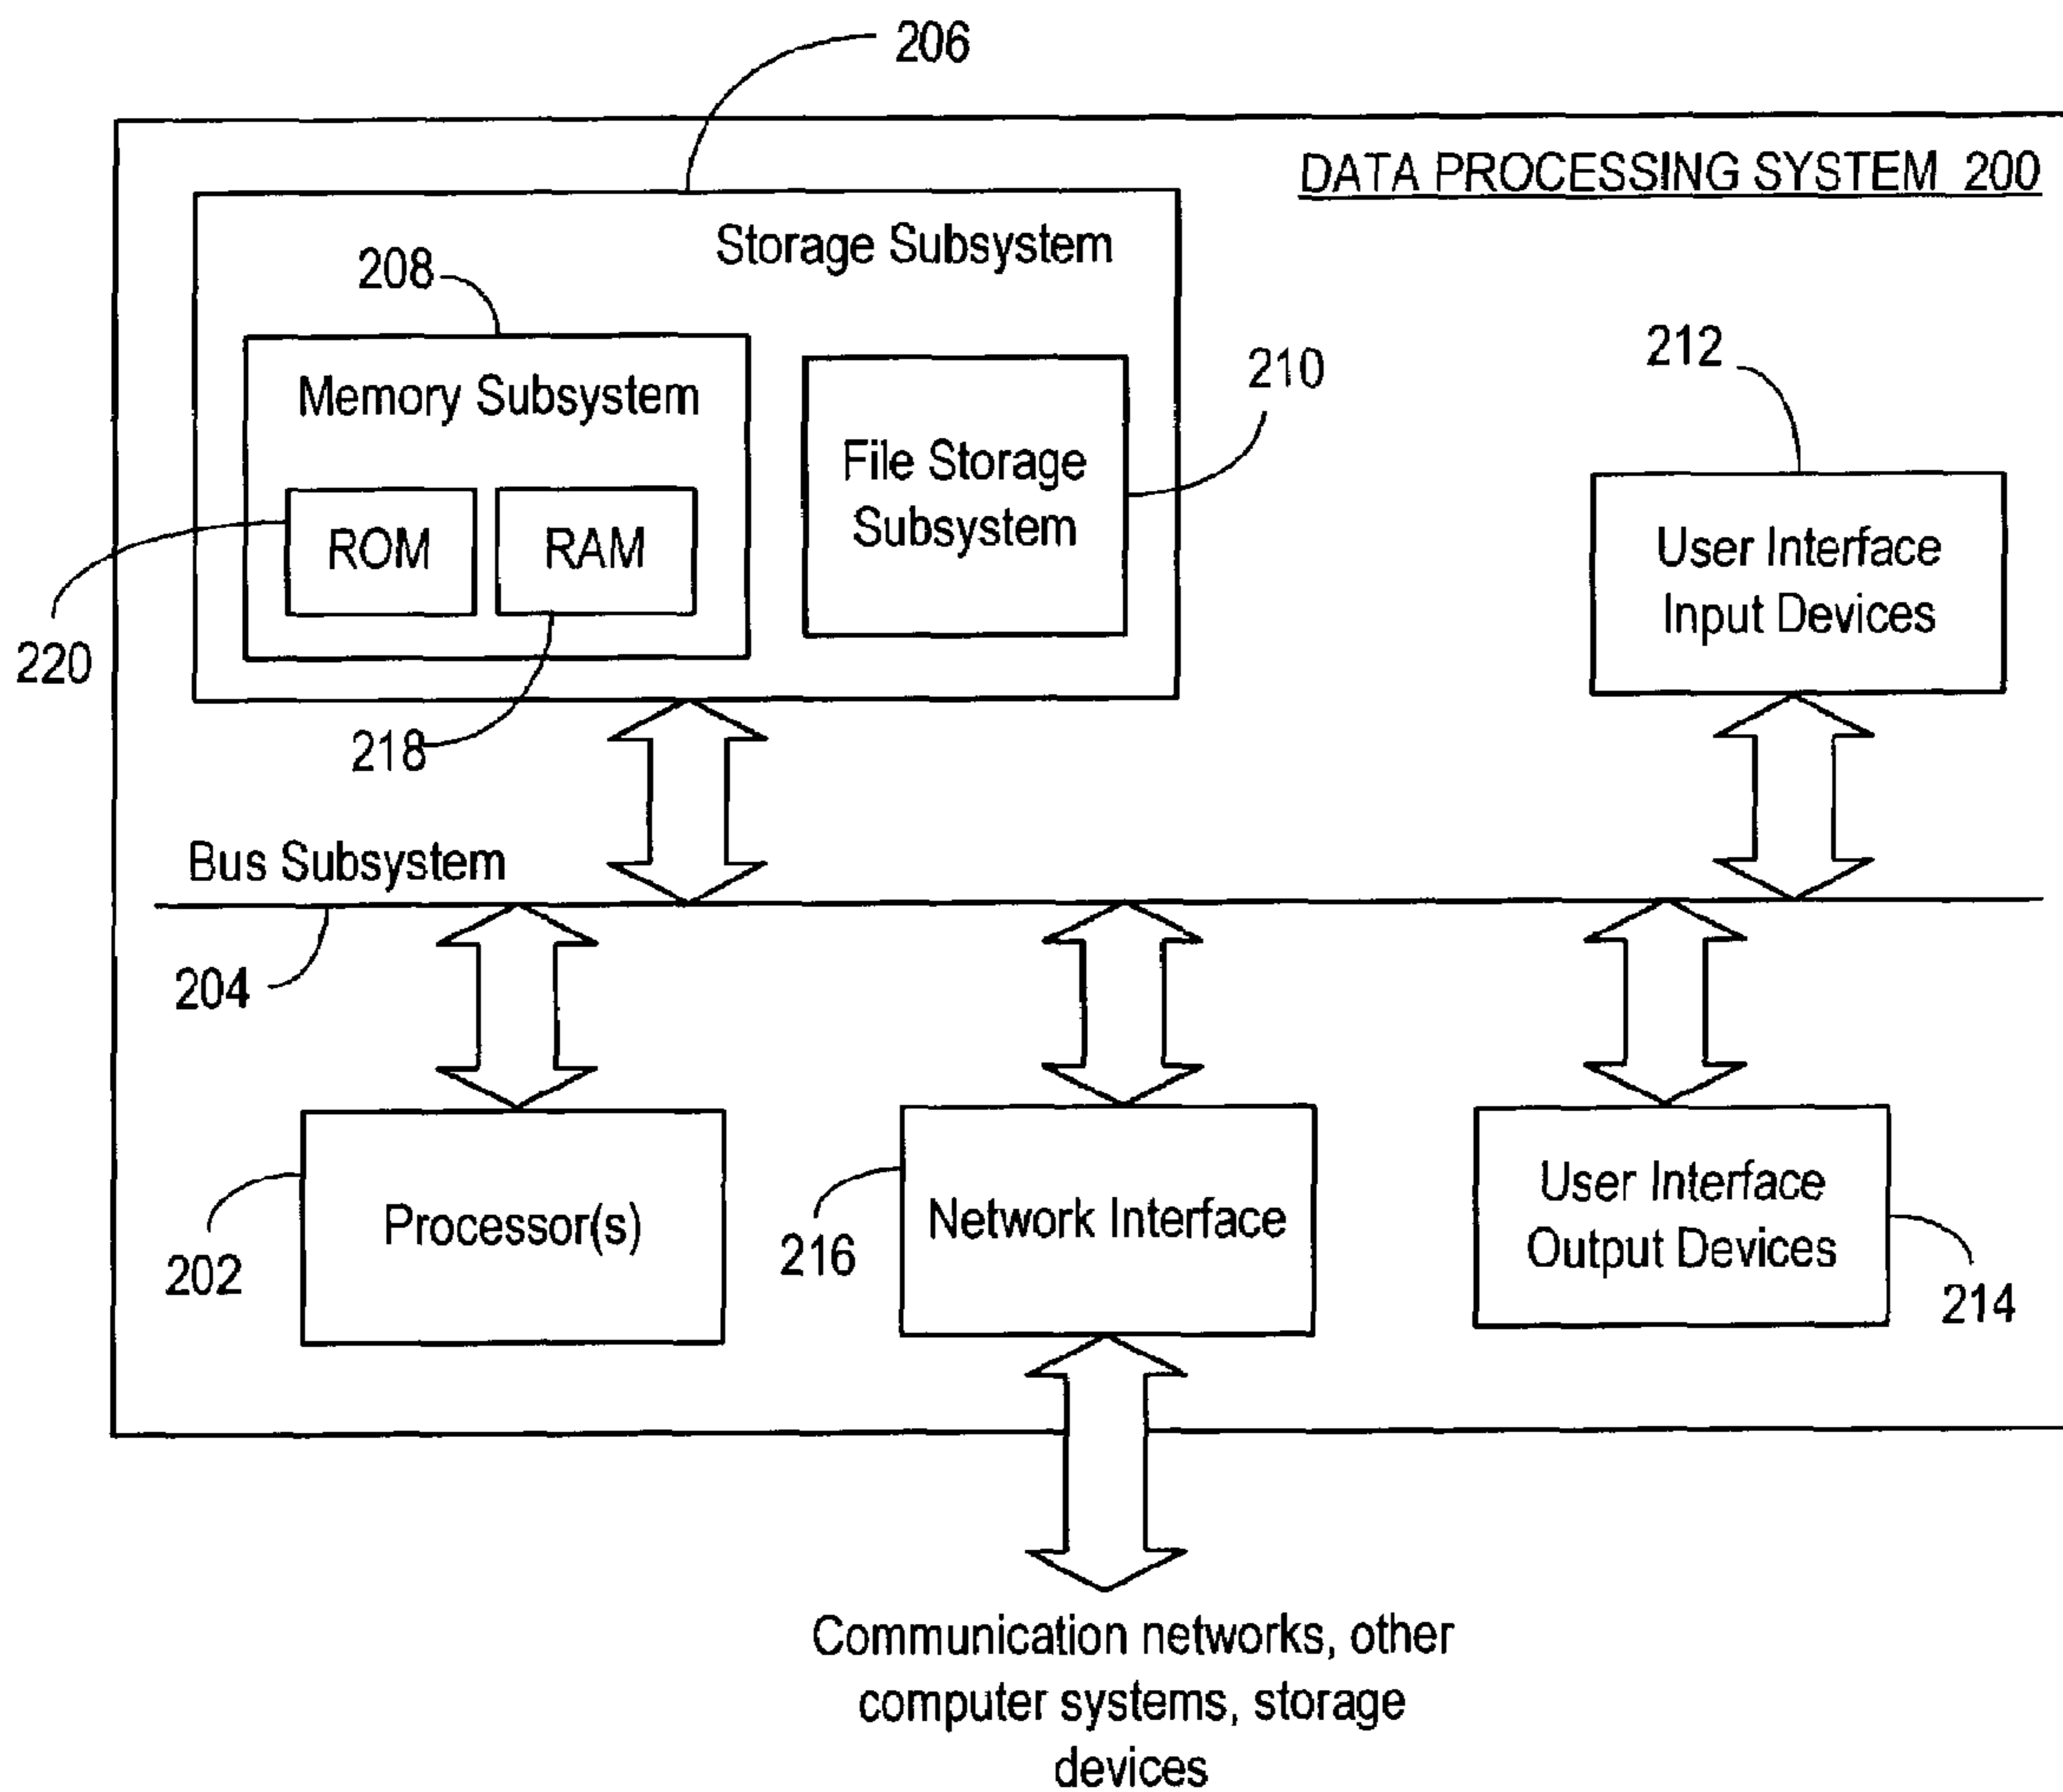 206
DATA PROCESSING SYSTEM 200
Storage Subsystem
208
Memory Subsystem
210
212
File Storage
Subsystem
ROM
RAM
User Interface
Input Devices
220
218
Bus Subsystem
204
Processor(s)
202
Network Interface
216
User Interface
Output Devices
214
Communication networks, other
computer systems, storage
devices